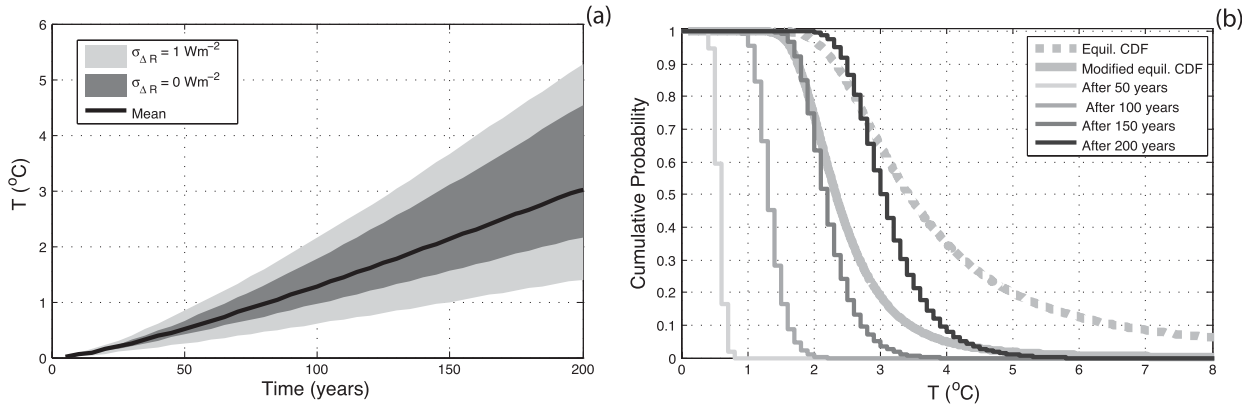 (a)
6
5
4
3
2
1
0
T (°C)
σΔ R = 1 Wm⁻²
σΔ R = 0 Wm⁻²
Mean
0 50 100 150 200
Time (years)
(b)
1
0.9
0.8
0.7
0.6
0.5
0.4
0.3
0.2
0.1
0
Cumulative Probability
Equil. CDF
Modified equil. CDF
After 50 years
After 100 years
After 150 years
After 200 years
0 1 2 3 4 5 6 7 8
T (°C)